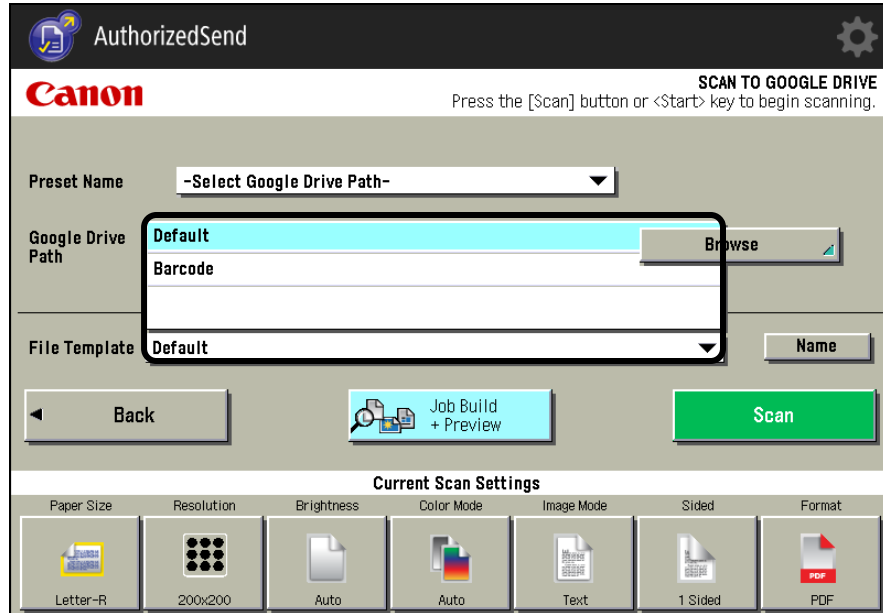 AuthorizedSend
Canon
SCAN TO GOOGLE DRIVE
Press the [Scan] button or <Start> key to begin scanning.
Preset Name
-Select Google Drive Path-
Google Drive
Path
Default
Barcode
Browse
File Template
Default
Name
Back
Job Build
+ Preview
Scan
Current Scan Settings
Paper Size
Resolution
Brightness
Color Mode
Image Mode
Sided
Format
Letter-R
200x200
Auto
Auto
Text
1 Sided
PDF
PDF